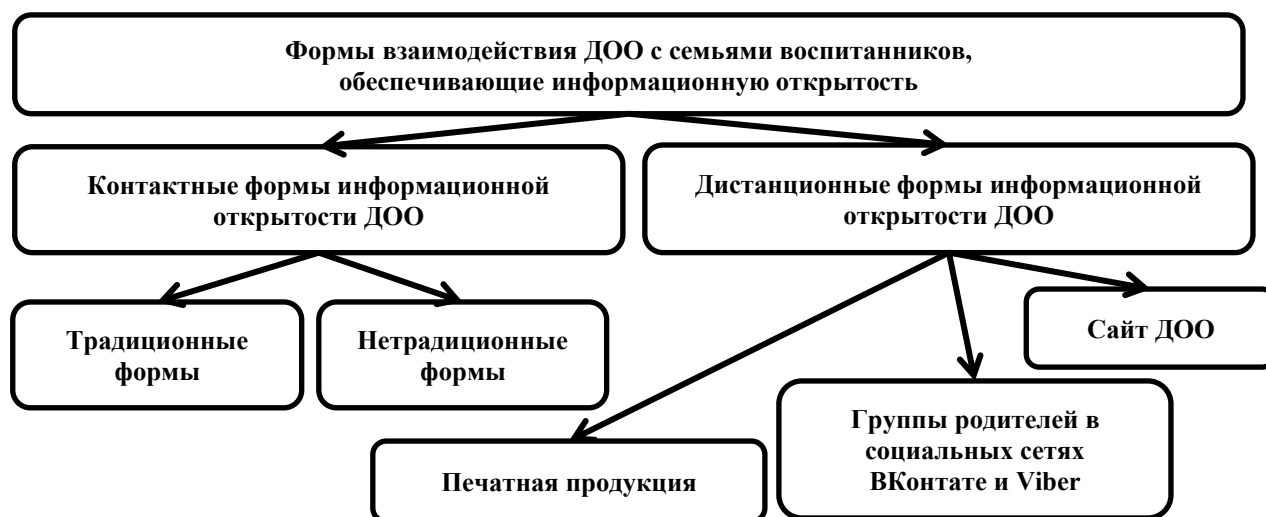 Формы взаимодействия ДОО с семьями воспитанников,
обеспечивающие информационную открытость
Контактные формы информационной
открытости ДОО
Дистанционные формы информационной
открытости ДОО
Традиционные
формы
Нетрадиционные
формы
Сайт ДОО
Печатная продукция
Группы родителей в
социальных сетях
ВКонтате и Viber